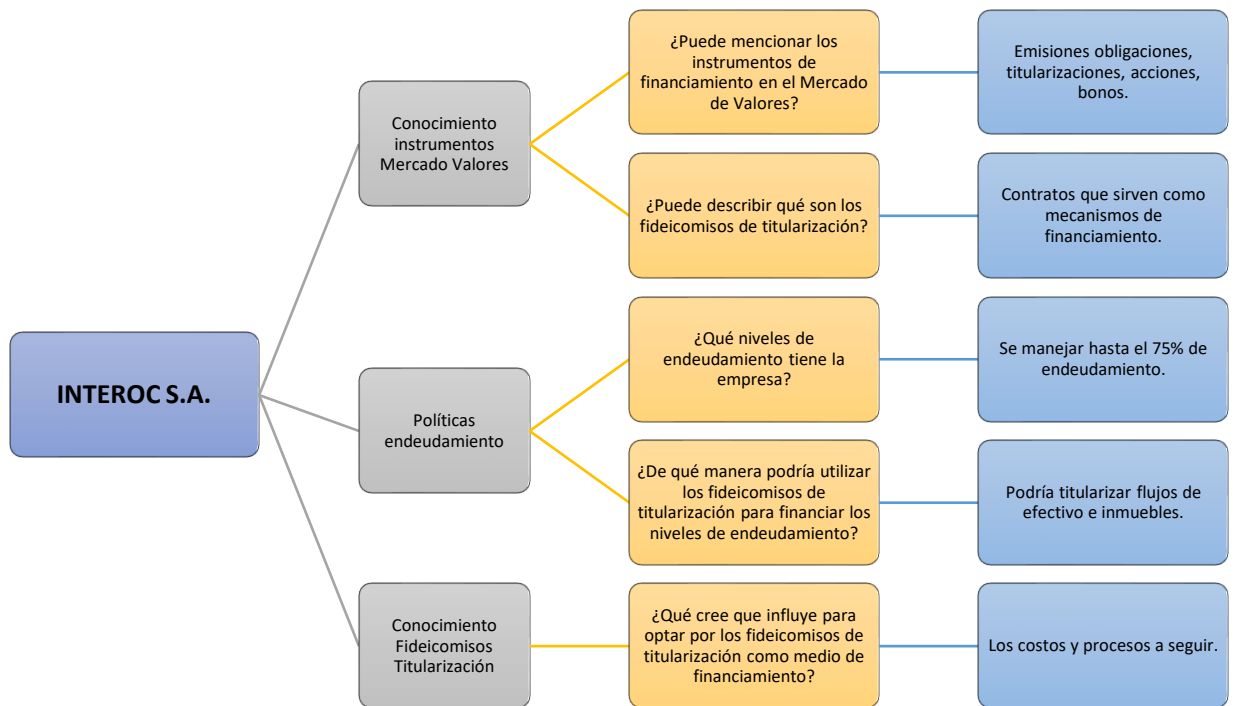 INTEROC S.A.
Conocimiento
instrumentos
Mercado Valores
¿Puede mencionar los
instrumentos de
financiamiento en el Mercado
de Valores?
Emisiones obligaciones,
titularizaciones, acciones,
bonos.
¿Puede describir qué son los
fideicomisos de titularización?
Contratos que sirven como
mecanismos de
financiamiento.
Políticas
endeudamiento
¿Qué niveles de
endeudamiento tiene la
empresa?
Se manejar hasta el 75% de
endeudamiento.
¿De qué manera podría utilizar
los fideicomisos de
titularización para financiar los
niveles de endeudamiento?
Podría titularizar flujos de
efectivo e inmuebles.
Conocimiento
Fideicomisos
Titularización
¿Qué cree que influye para
optar por los fideicomisos de
titularización como medio de
financiamiento?
Los costos y procesos a seguir.